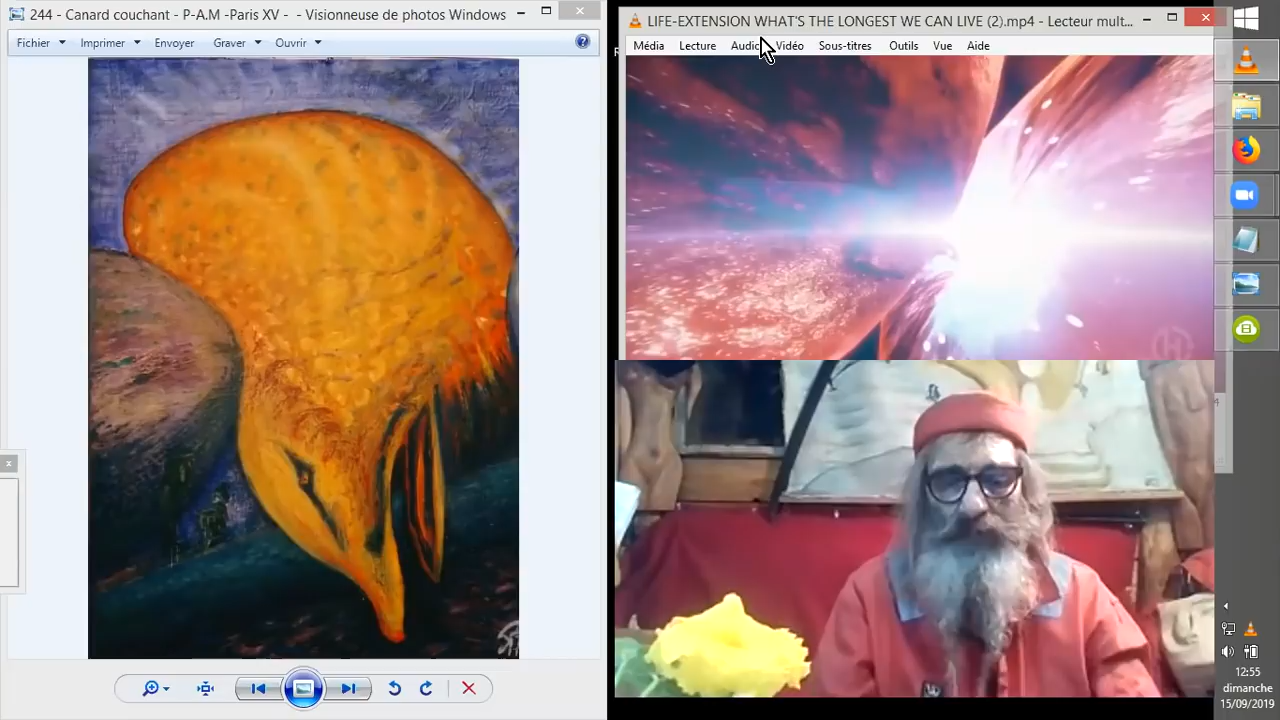 244 - Canard couchant - P-A-M -Paris XV . - Visionneuse de photos Windows
Fichier Imprimer Envoyer Graver Ouvrir
LIFE-EXTENSION WHAT'S THE LONGEST WE CAN LIVE (2).mp4 - Lecteur mult...
Média Lecture Audio Vidéo Sous-titres Outils Vue Aide
12:55
dimanche
15/09/2019